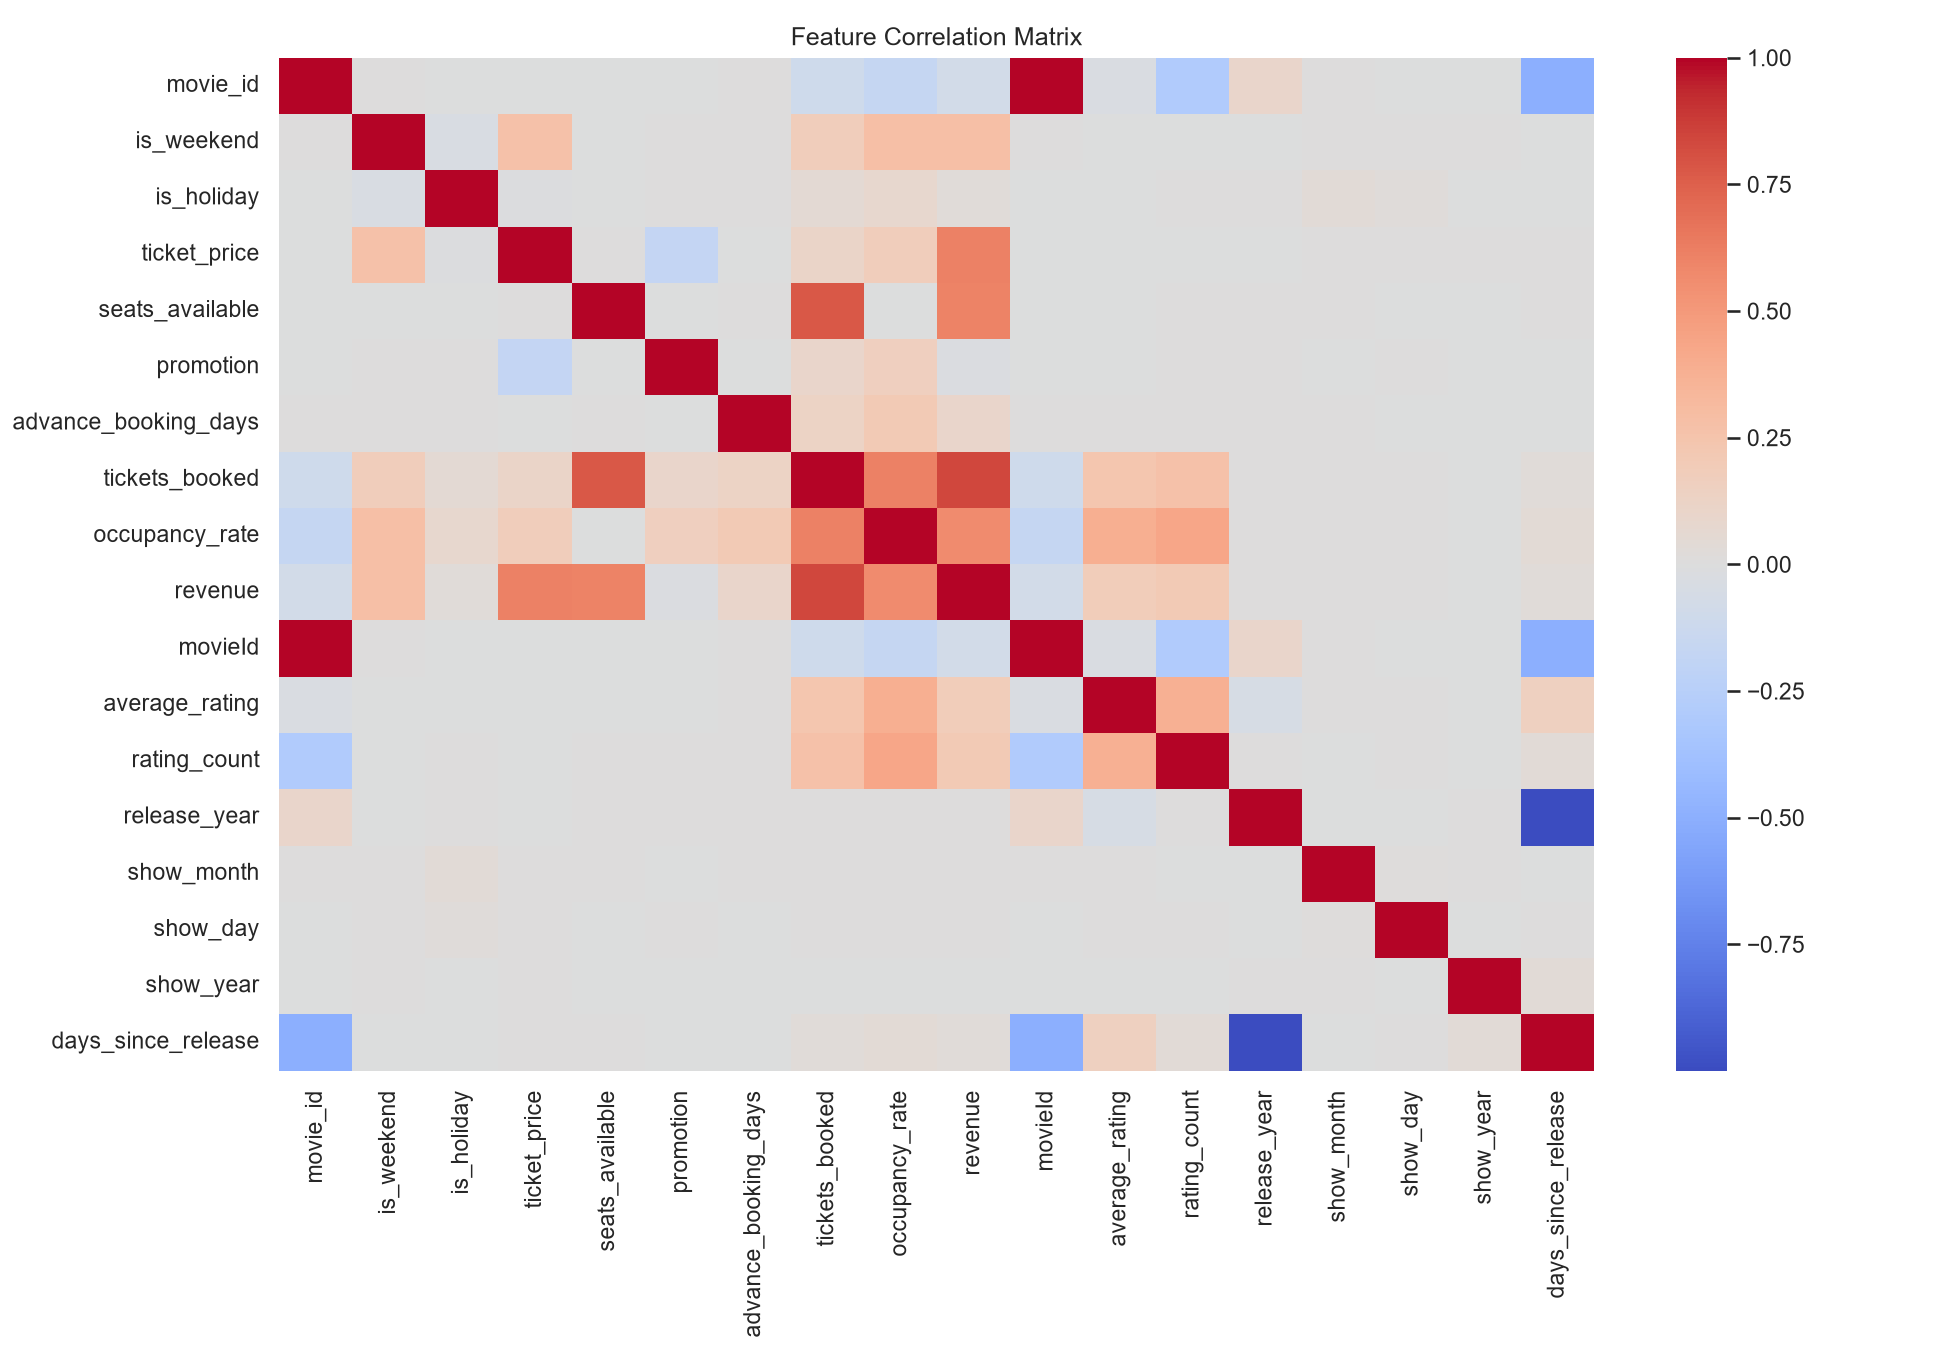 Feature Correlation Matrix
movie_id
is_weekend
is_holiday
ticket_price
seats_available
promotion
advance_booking_days
tickets_booked
occupancy_rate
revenue
movieId
average_rating
rating_count
release_year
show_month
show_day
show_year
days_since_release
movie_id
is_weekend
is_holiday
ticket_price
seats_available
promotion
advance_booking_days
tickets_booked
occupancy_rate
revenue
movieId
average_rating
rating_count
release_year
show_month
show_day
show_year
days_since_release
1.00
0.75
0.50
0.25
0.00
−0.25
−0.50
−0.75